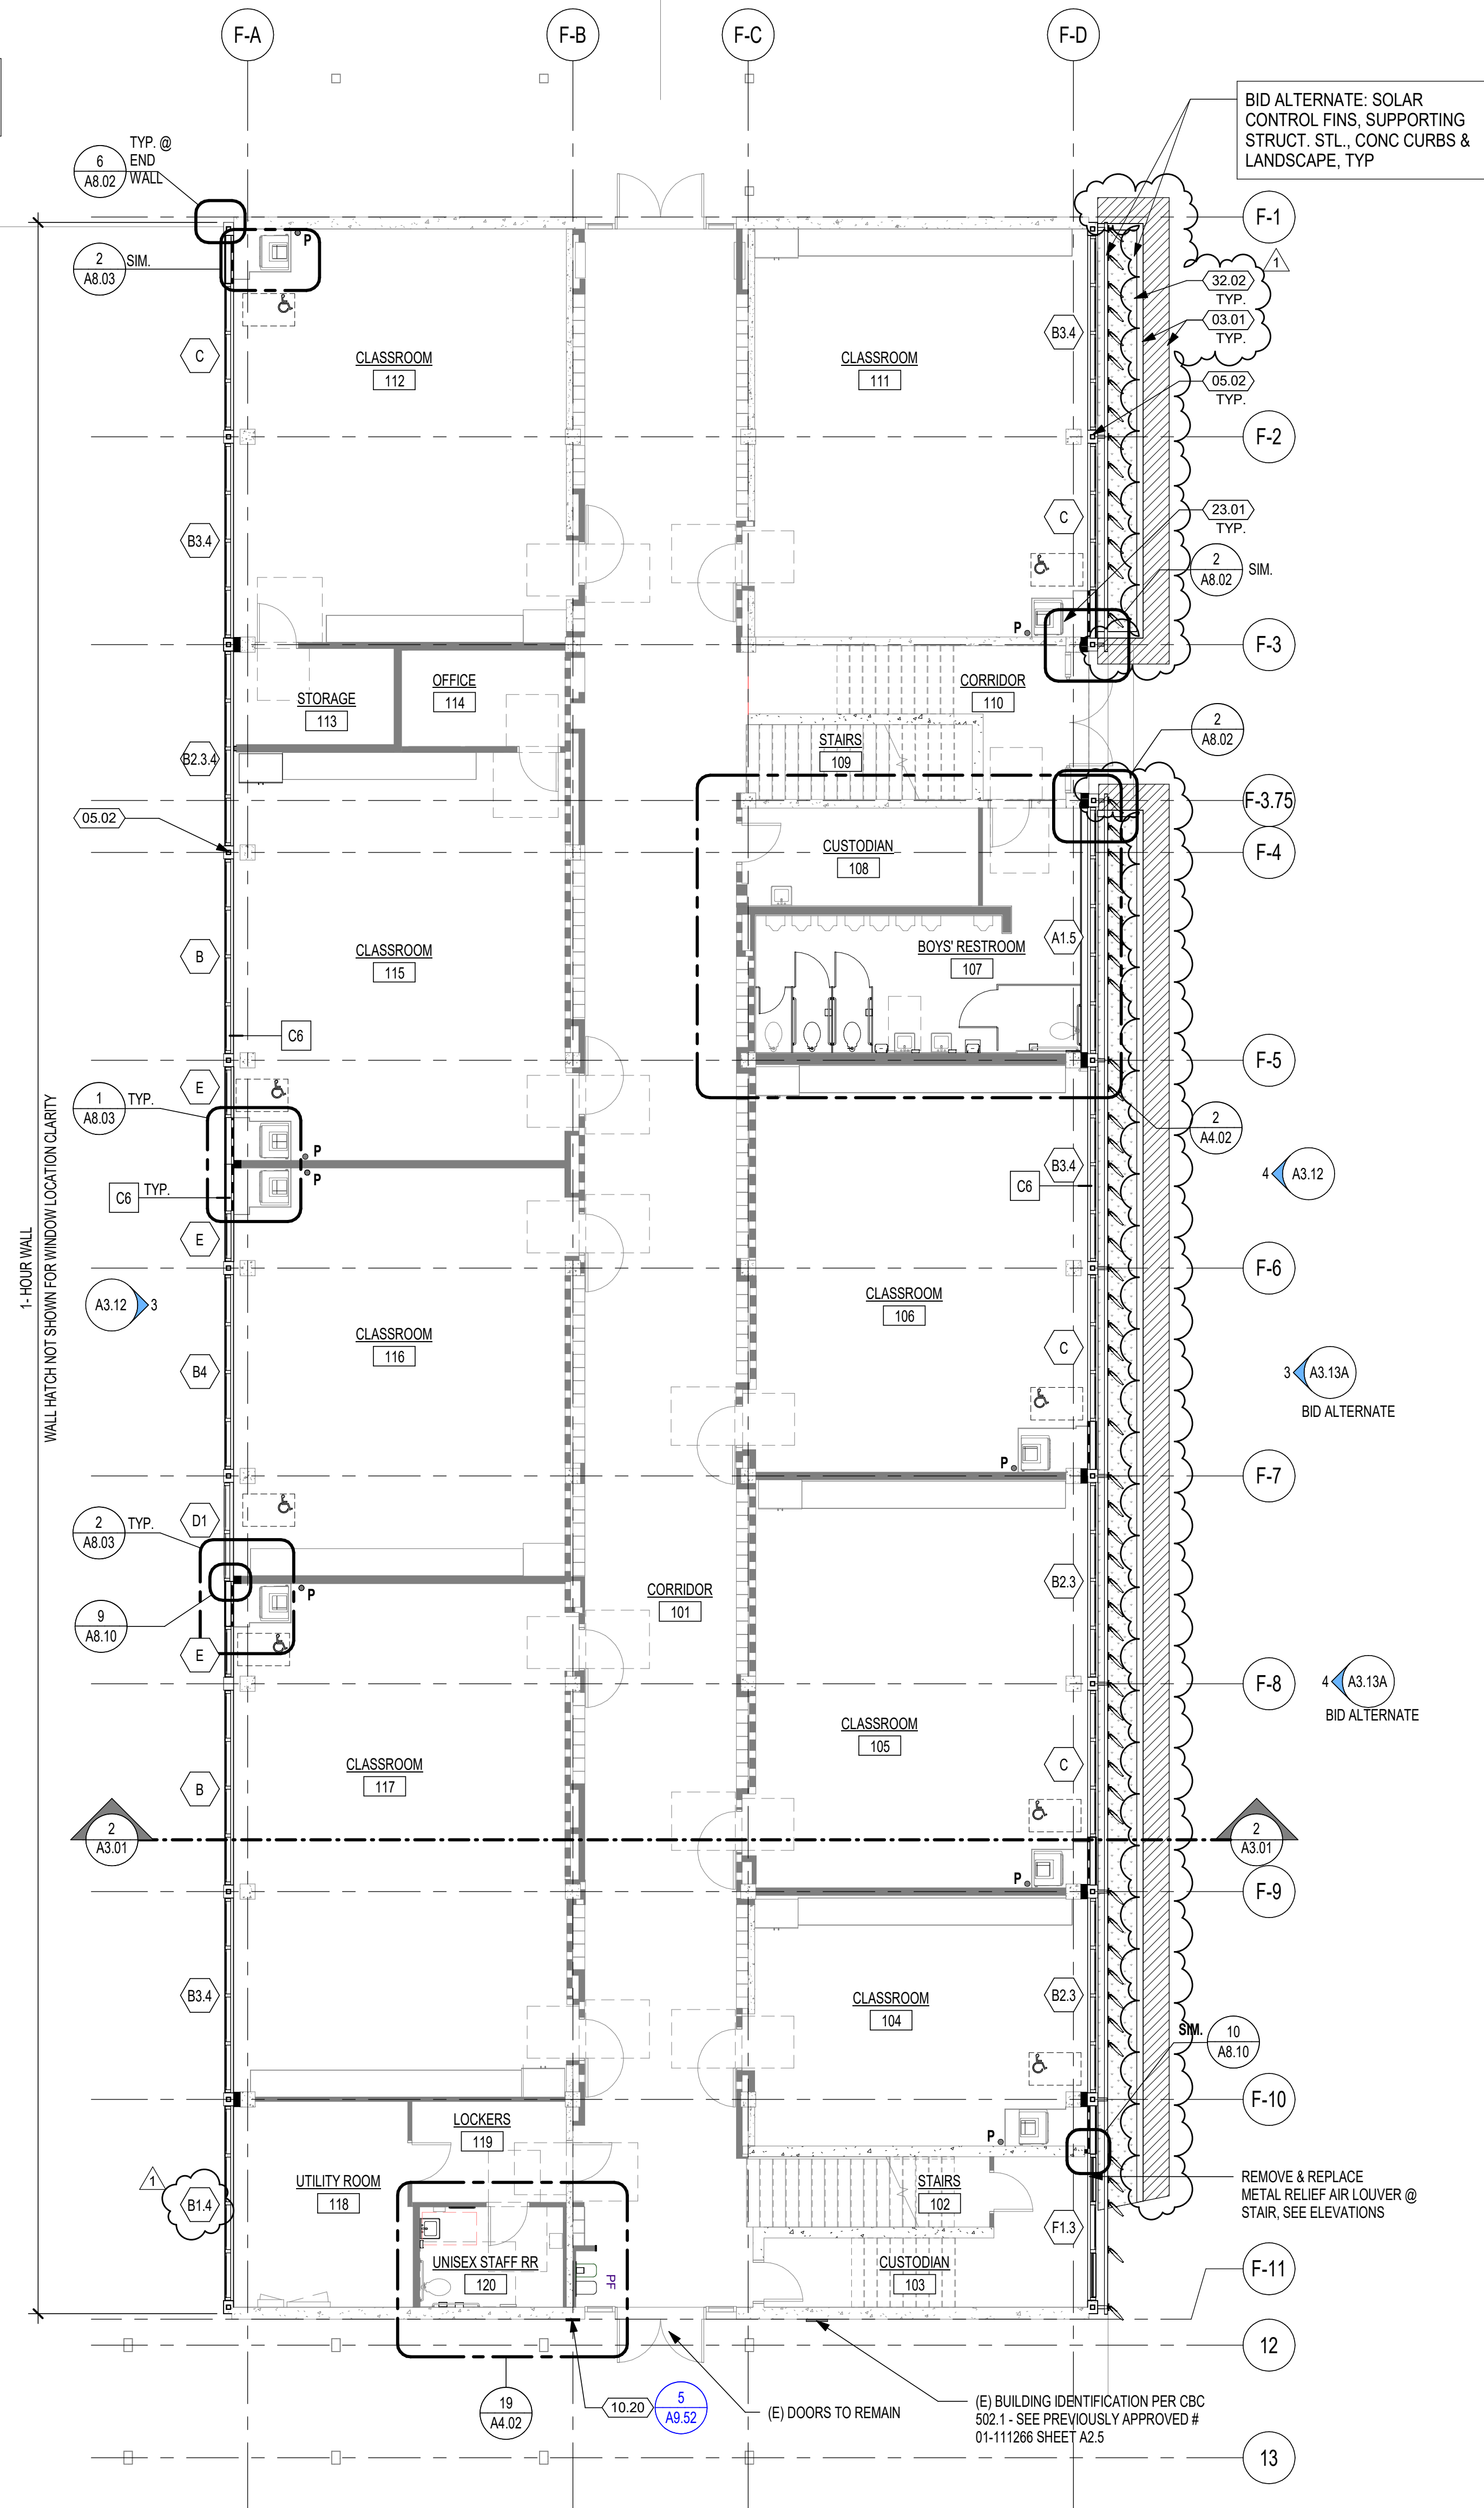 F-A
F-B
F-C
F-D
BID ALTERNATE: SOLAR
CONTROL FINS, SUPPORTING
STRUCT. STL., CONC CURBS &
LANDSCAPE, TYP
TYP. @
END
WALL
6
A8.02
F-1
P
2
A8.03
SIM.
1
32.02
TYP.
03.01
TYP.
C
CLASSROOM
112
CLASSROOM
111
B3.4
05.02
TYP.
F-2
23.01
TYP.
C
B3.4
2
A8.02
SIM.
P
F-3
STORAGE
113
OFFICE
114
CORRIDOR
110
STAIRS
109
2
A8.02
B2.3.4
05.02
F-3.75
F-4
CUSTODIAN
108
B
CLASSROOM
115
BOYS' RESTROOM
107
A1.5
C6
F-5
E
1
A8.03
TYP.
P
P
2
A4.02
C6
TYP.
B3.4
C6
4
A3.12
E
F-6
1- HOUR WALL
WALL HATCH NOT SHOWN FOR WINDOW LOCATION CLARITY
A3.12
3
CLASSROOM
116
CLASSROOM
106
B4
C
3
A3.13A
BID ALTERNATE
P
F-7
D1
2
A8.03
TYP.
P
CORRIDOR
101
B2.3
9
A8.10
E
F-8
4
A3.13A
BID ALTERNATE
CLASSROOM
117
CLASSROOM
105
B
C
2
A3.01
2
A3.01
P
F-9
B3.4
CLASSROOM
104
B2.3
SIM.
10
A8.10
F-10
LOCKERS
119
P
1
B1.4
UTILITY ROOM
118
STAIRS
102
REMOVE & REPLACE
METAL RELIEF AIR LOUVER @
STAIR, SEE ELEVATIONS
F1.3
UNISEX STAFF RR
120
PF
CUSTODIAN
103
F-11
12
19
A4.02
10.20
5
A9.52
(E) DOORS TO REMAIN
(E) BUILDING IDENTIFICATION PER CBC
502.1 - SEE PREVIOUSLY APPROVED #
01-111266 SHEET A2.5
13